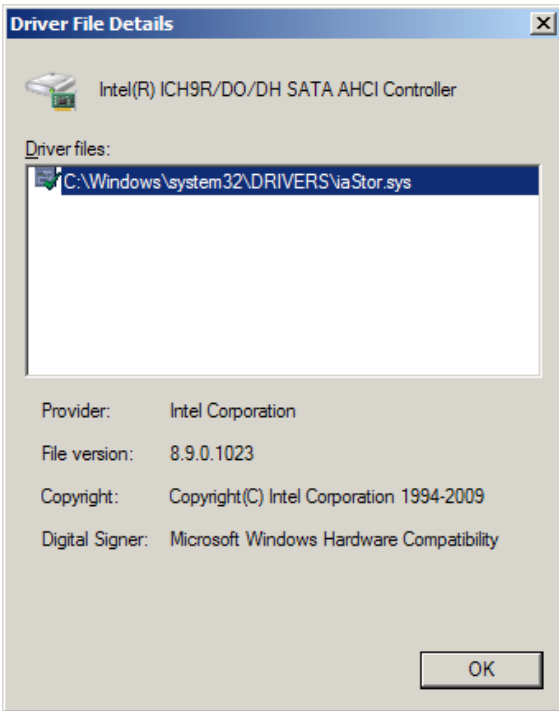 Driver File Details
Intel(R) ICH9R/DO/DH SATA AHCI Controller
Driver files:
C:\Windows\system32\DRIVERS\iaStor.sys
Provider: Intel Corporation
File version: 8.9.0.1023
Copyright: Copyright(C) Intel Corporation 1994-2009
Digital Signer: Microsoft Windows Hardware Compatibility
OK